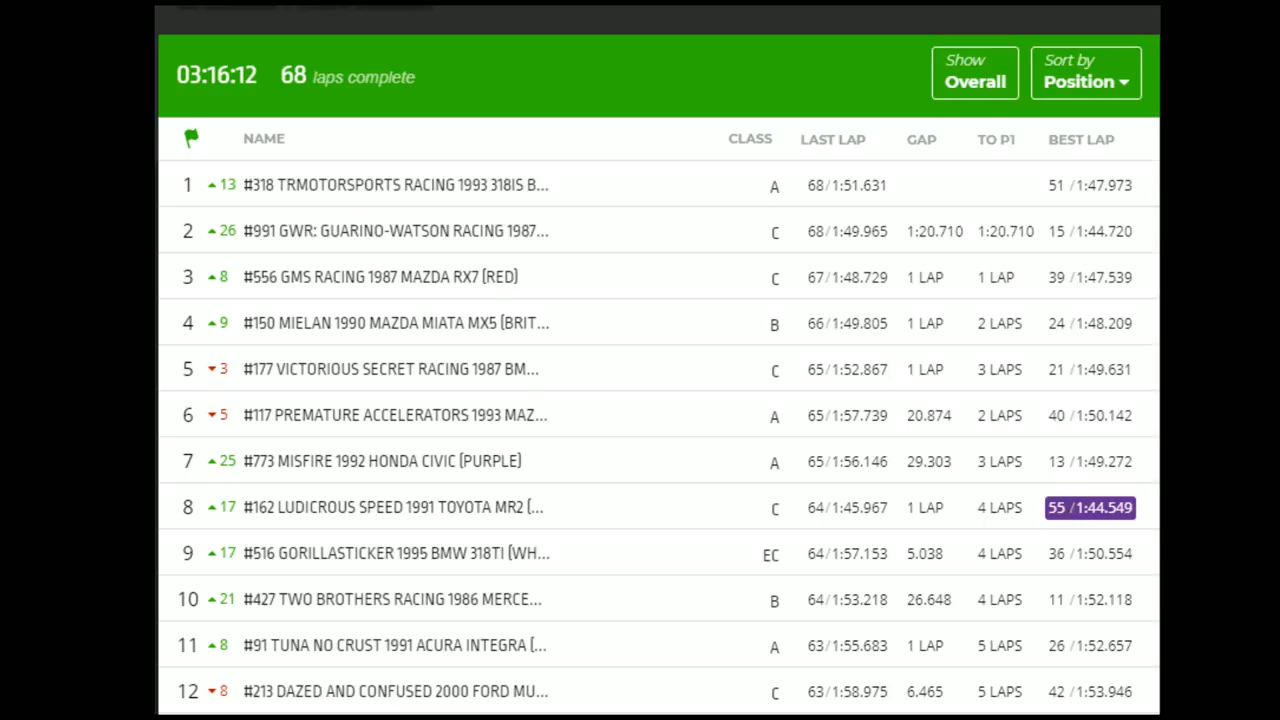 03:16:12 68 laps complete Show Overall Sort by Position
NAME CLASS LAST LAP GAP TO P1 BEST LAP
1 13 #318 TRMOTORSPORTS RACING 1993 318IS B... A 68/1:51.631 51 /1:47.973
2 26 #991 GWR: GUARINO-WATSON RACING 1987... C 68/1:49.965 1:20.710 1:20.710 15 /1:44.720
3 8 #556 GMS RACING 1987 MAZDA RX7 (RED) C 67/1:48.729 1 LAP 1 LAP 39 /1:47.539
4 9 #150 MIELAN 1990 MAZDA MIATA MX5 (BRIT... B 66/1:49.805 1 LAP 2 LAPS 24 /1:48.209
5 3 #177 VICTORIOUS SECRET RACING 1987 BM... C 65/1:52.867 1 LAP 3 LAPS 21 /1:49.631
6 5 #117 PREMATURE ACCELERATORS 1993 MAZ... A 65/1:57.739 20.874 2 LAPS 40 /1:50.142
7 25 #773 MISFIRE 1992 HONDA CIVIC (PURPLE) A 65/1:56.146 29.303 3 LAPS 13 /1:49.272
8 17 #162 LUDICROUS SPEED 1991 TOYOTA MR2 (... C 64/1:45.967 1 LAP 4 LAPS 55 /1:44.549
9 17 #516 GORILLASTICKER 1995 BMW 318TI (WH... EC 64/1:57.153 5.038 4 LAPS 36 /1:50.554
10 21 #427 TWO BROTHERS RACING 1986 MERCE... B 64/1:53.218 26.648 4 LAPS 11 /1:52.118
11 8 #91 TUNA NO CRUST 1991 ACURA INTEGRA (... A 63/1:55.683 1 LAP 5 LAPS 26 /1:52.657
12 8 #213 DAZED AND CONFUSED 2000 FORD MU... C 63/1:58.975 6.465 5 LAPS 42 /1:53.946